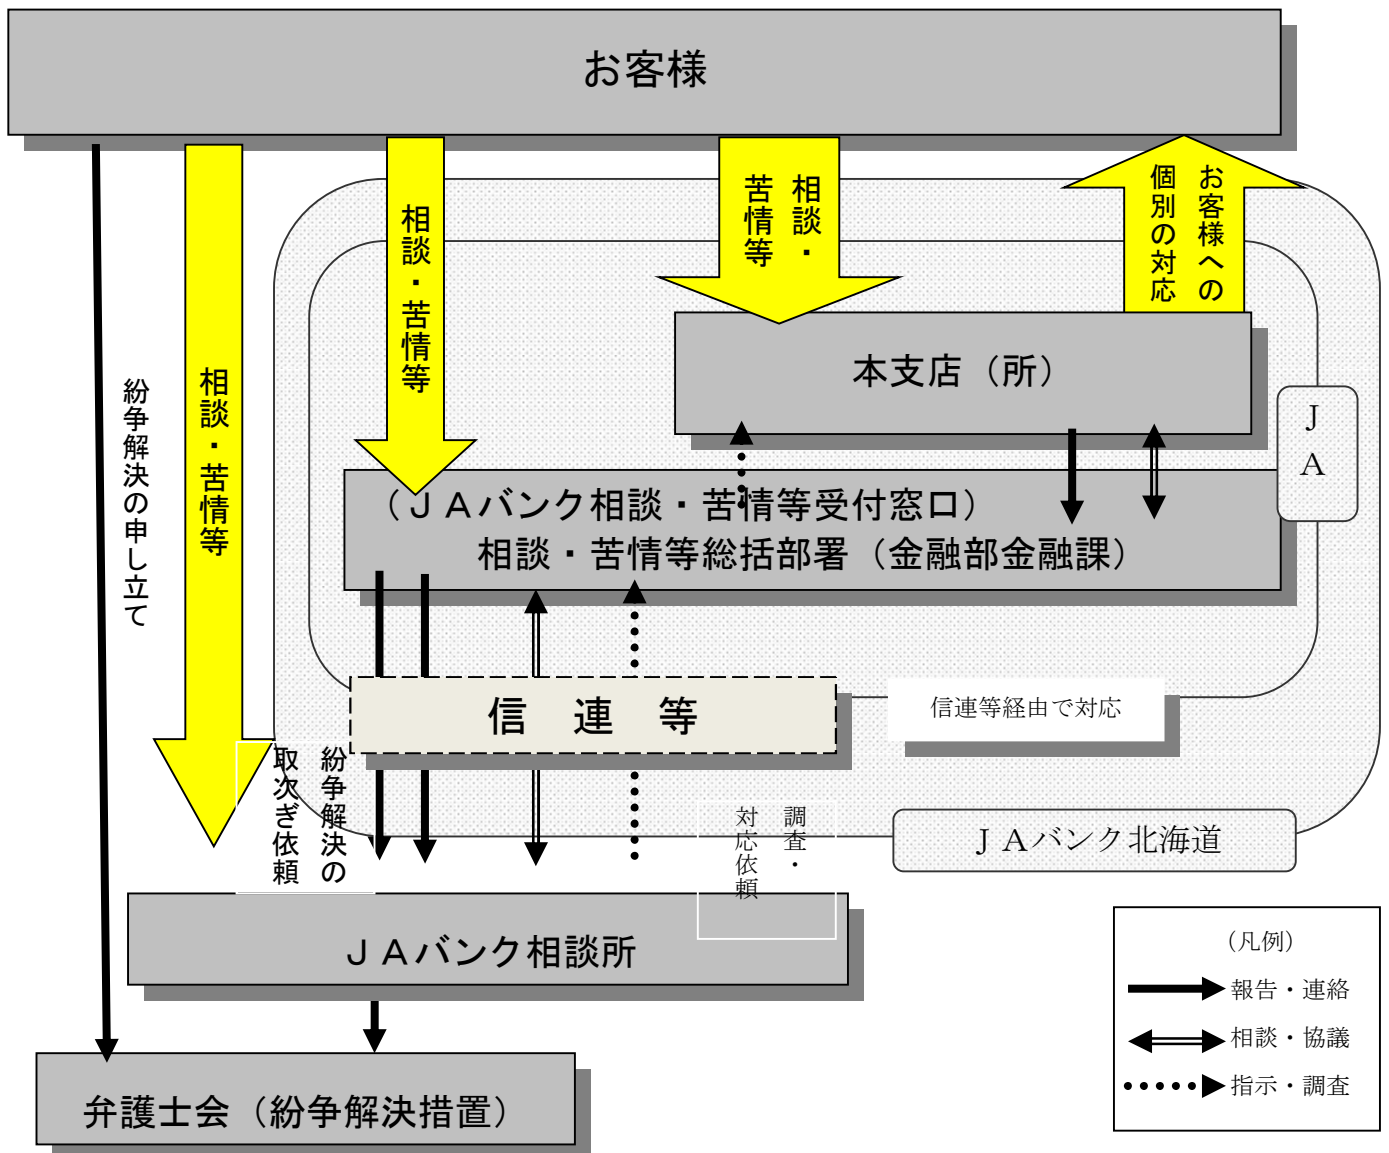 お客様
紛争解決の申し立て
相談・苦情等
相談・苦情等
相談・
苦情等
お客様への
個別の対応
本支店（所）
ＪＡ
（ＪＡバンク相談・苦情等受付窓口）
相談・苦情等総括部署（金融部金融課）
信　連　等
信連等経由で対応
紛争解決の
取次ぎ依頼
調査・
対応依頼
ＪＡバンク北海道
ＪＡバンク相談所
弁護士会（紛争解決措置）
（凡例）
報告・連絡
相談・協議
指示・調査